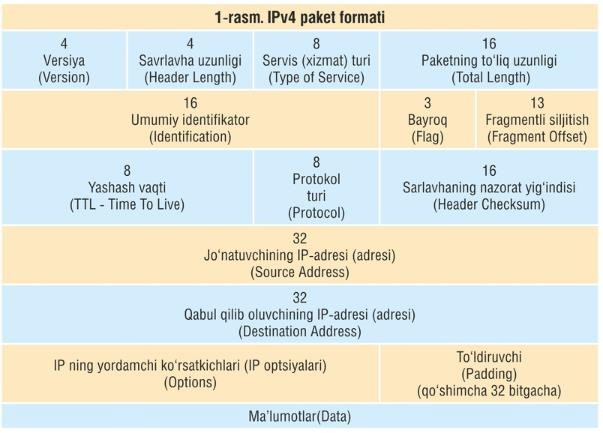 1-rasm. IPv4 paket formati
4
Versiya
(Version)
4
Savrlavha uzunligi
(Header Length)
8
Servis (xizmat) turi
(Type of Service)
16
Paketning to‘liq uzunligi
(Total Length)
16
Umumiy identifikator
(Identification)
3
Bayroq
(Flag)
13
Fragmentli siljitish
(Fragment Offset)
8
Yashash vaqti
(TTL - Time To Live)
8
Protokol
turi
(Protocol)
16
Sarlavhaning nazorat yig‘indisi
(Header Checksum)
32
Jo‘natuvchining IP-adresi (adresi)
(Source Address)
32
Qabul qilib oluvchining IP-adresi (adresi)
(Destination Address)
IP ning yordamchi ko‘rsatkichlari (IP optsiyalari)
(Options)
To‘ldiruvchi
(Padding)
(qo‘shimcha 32 bitgacha)
Ma’lumotlar(Data)